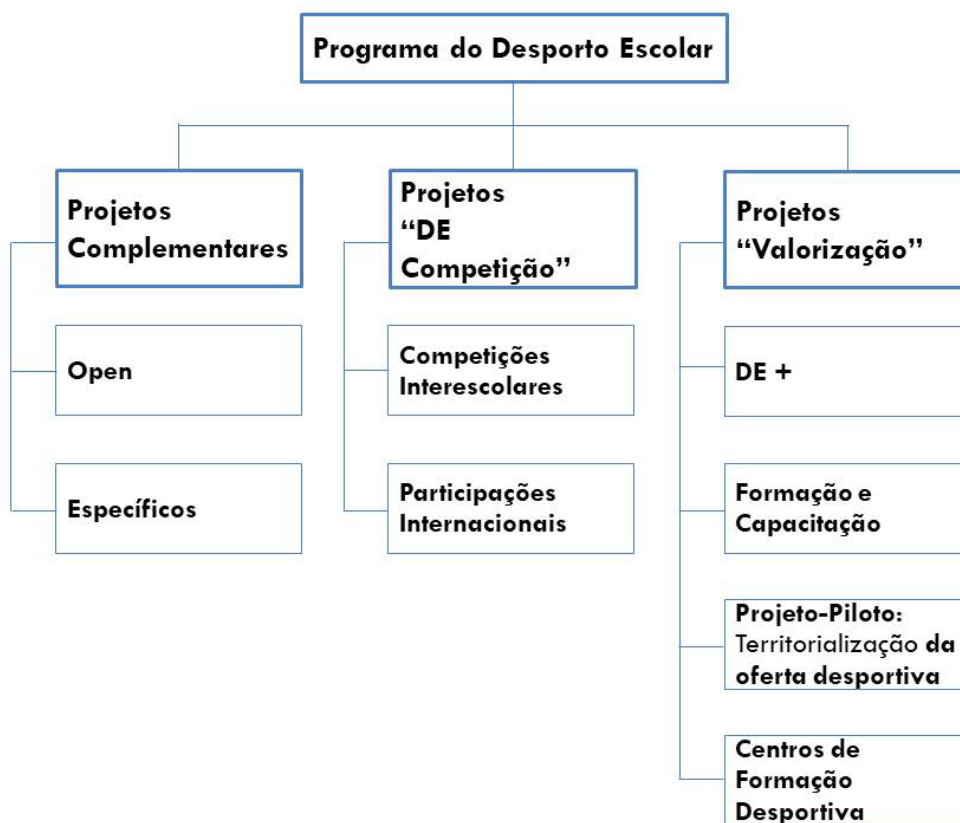 Programa do Desporto Escolar
Projetos
Complementares
Open
Específicos
Projetos
“DE
Competição”
Competições
Interescolares
Participações
Internacionais
Projetos
“Valorização”
DE +
Formação e
Capacitação
Projeto-Piloto:
Territorialização da
oferta desportiva
Centros de
Formação
Desportiva